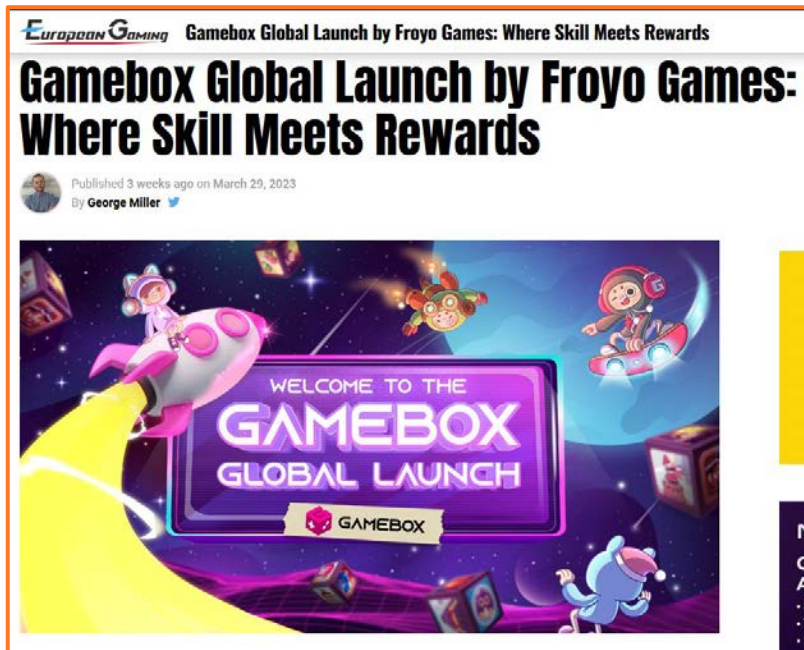 European Gaming Gamebox Global Launch by Froyo Games: Where Skill Meets Rewards
Gamebox Global Launch by Froyo Games:
Where Skill Meets Rewards
Published 3 weeks ago on March 29, 2023
By George Miller
WELCOME TO THE
GAMEBOX
GLOBAL LAUNCH
GAMEBOX
G